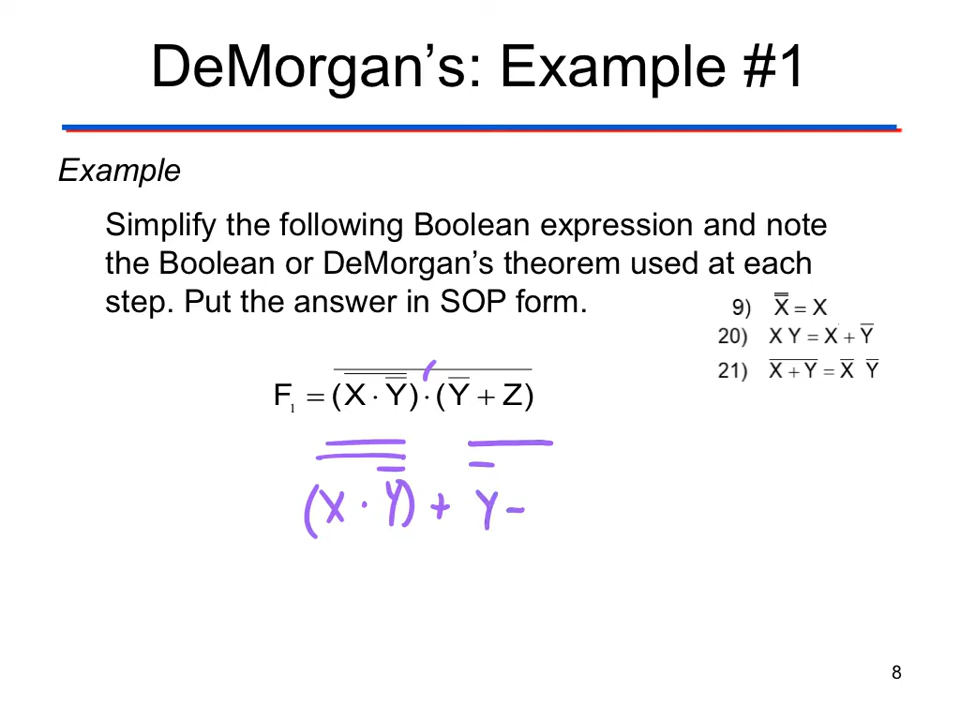 DeMorgan's: Example #1
Example
Simplify the following Boolean expression and note
the Boolean or DeMorgan's theorem used at each
step. Put the answer in SOP form.
9) X̿ = X
20) X Y = X + Y̅
21) X̅ ̅+̅ ̅Y̅ = X̅ Y̅
F₁ = (X · Y̅) · (Y̅ + Z)
(X · Y) + Y -
8